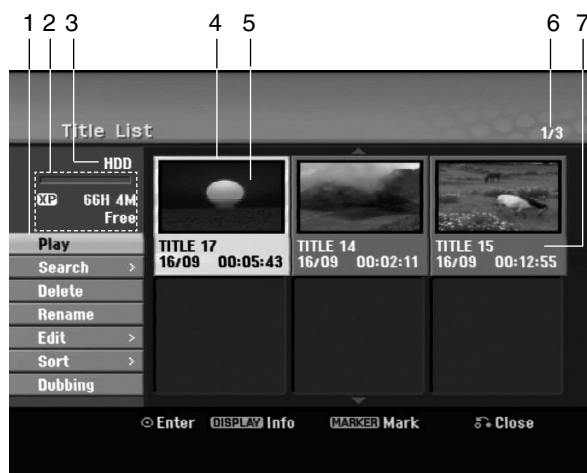 1 2 3 4 5 6 7
Title List
1/3
HDD
XP 66H 4M
Free
Play
Search >
Delete
Rename
Edit >
Sort >
Dubbing
TITLE 17
16/09 00:05:43
TITLE 14
16/09 00:02:11
TITLE 15
16/09 00:12:55
Enter DISPLAY Info MARKER Mark Close